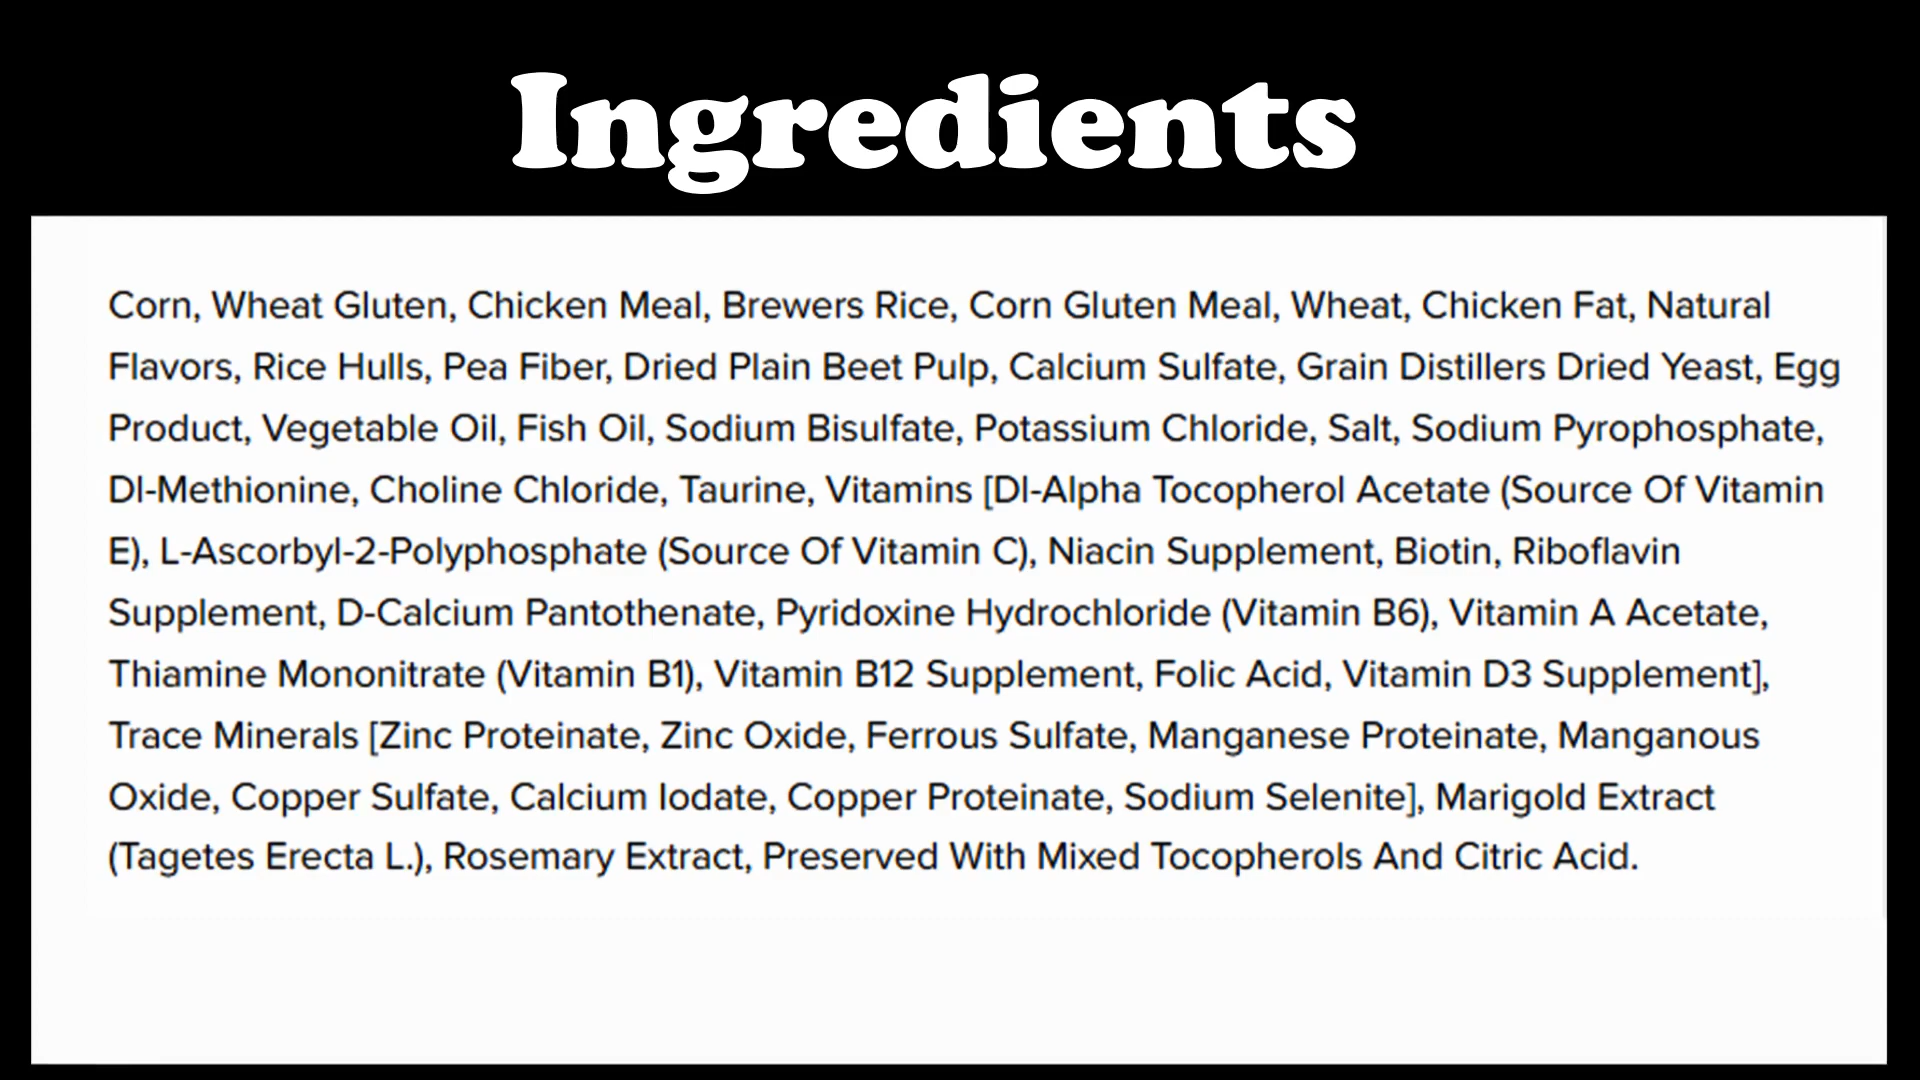 Ingredients
Corn, Wheat Gluten, Chicken Meal, Brewers Rice, Corn Gluten Meal, Wheat, Chicken Fat, Natural
Flavors, Rice Hulls, Pea Fiber, Dried Plain Beet Pulp, Calcium Sulfate, Grain Distillers Dried Yeast, Egg
Product, Vegetable Oil, Fish Oil, Sodium Bisulfate, Potassium Chloride, Salt, Sodium Pyrophosphate,
Dl-Methionine, Choline Chloride, Taurine, Vitamins [Dl-Alpha Tocopherol Acetate (Source Of Vitamin
E), L-Ascorbyl-2-Polyphosphate (Source Of Vitamin C), Niacin Supplement, Biotin, Riboflavin
Supplement, D-Calcium Pantothenate, Pyridoxine Hydrochloride (Vitamin B6), Vitamin A Acetate,
Thiamine Mononitrate (Vitamin B1), Vitamin B12 Supplement, Folic Acid, Vitamin D3 Supplement],
Trace Minerals [Zinc Proteinate, Zinc Oxide, Ferrous Sulfate, Manganese Proteinate, Manganous
Oxide, Copper Sulfate, Calcium Iodate, Copper Proteinate, Sodium Selenite], Marigold Extract
(Tagetes Erecta L.), Rosemary Extract, Preserved With Mixed Tocopherols And Citric Acid.